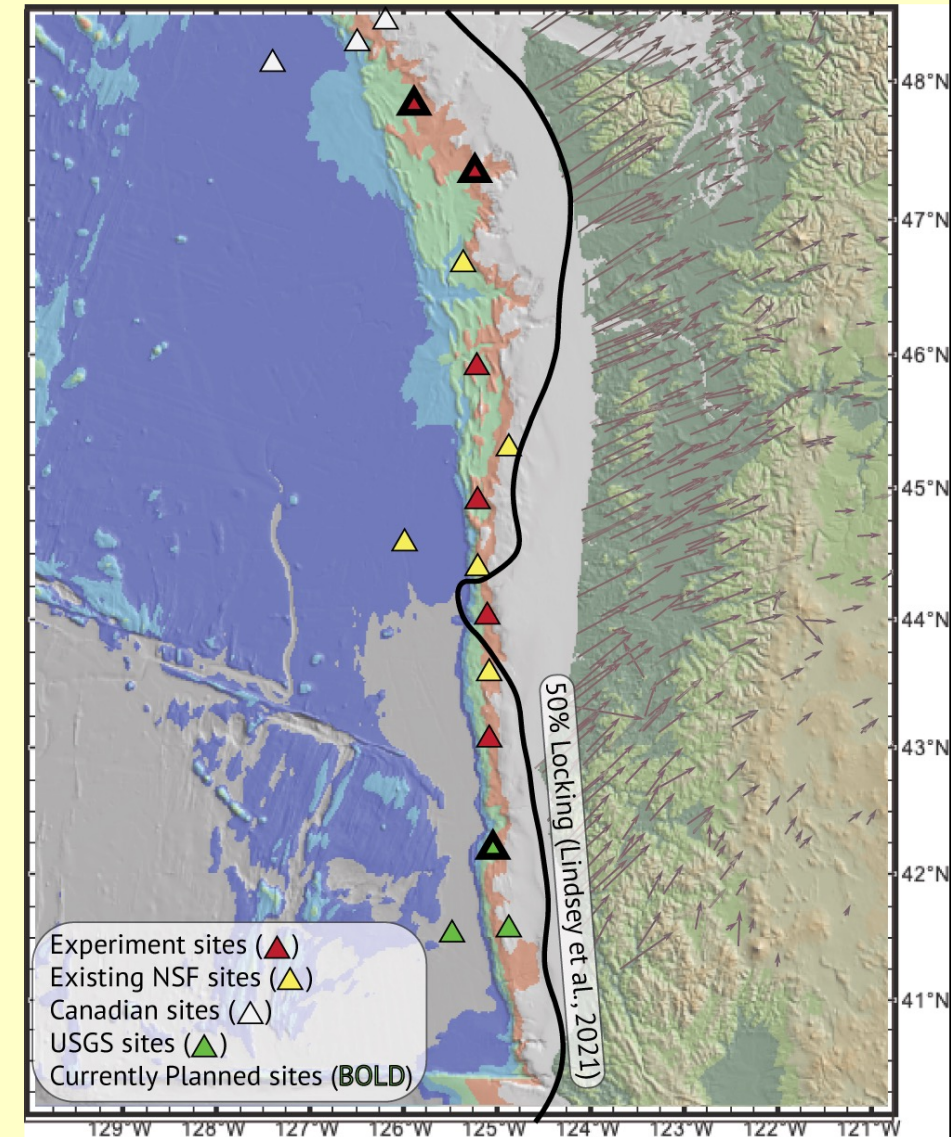 48°N
47°N
46°N
45°N
44°N
43°N
42°N
41°N
50% Locking (Lindsey et al., 2021)
Experiment sites ( )
Existing NSF sites ( )
Canadian sites ( )
USGS sites ( )
Currently Planned sites (BOLD)
129°W 128°W 127°W 126°W 125°W 124°W 123°W 122°W 121°W